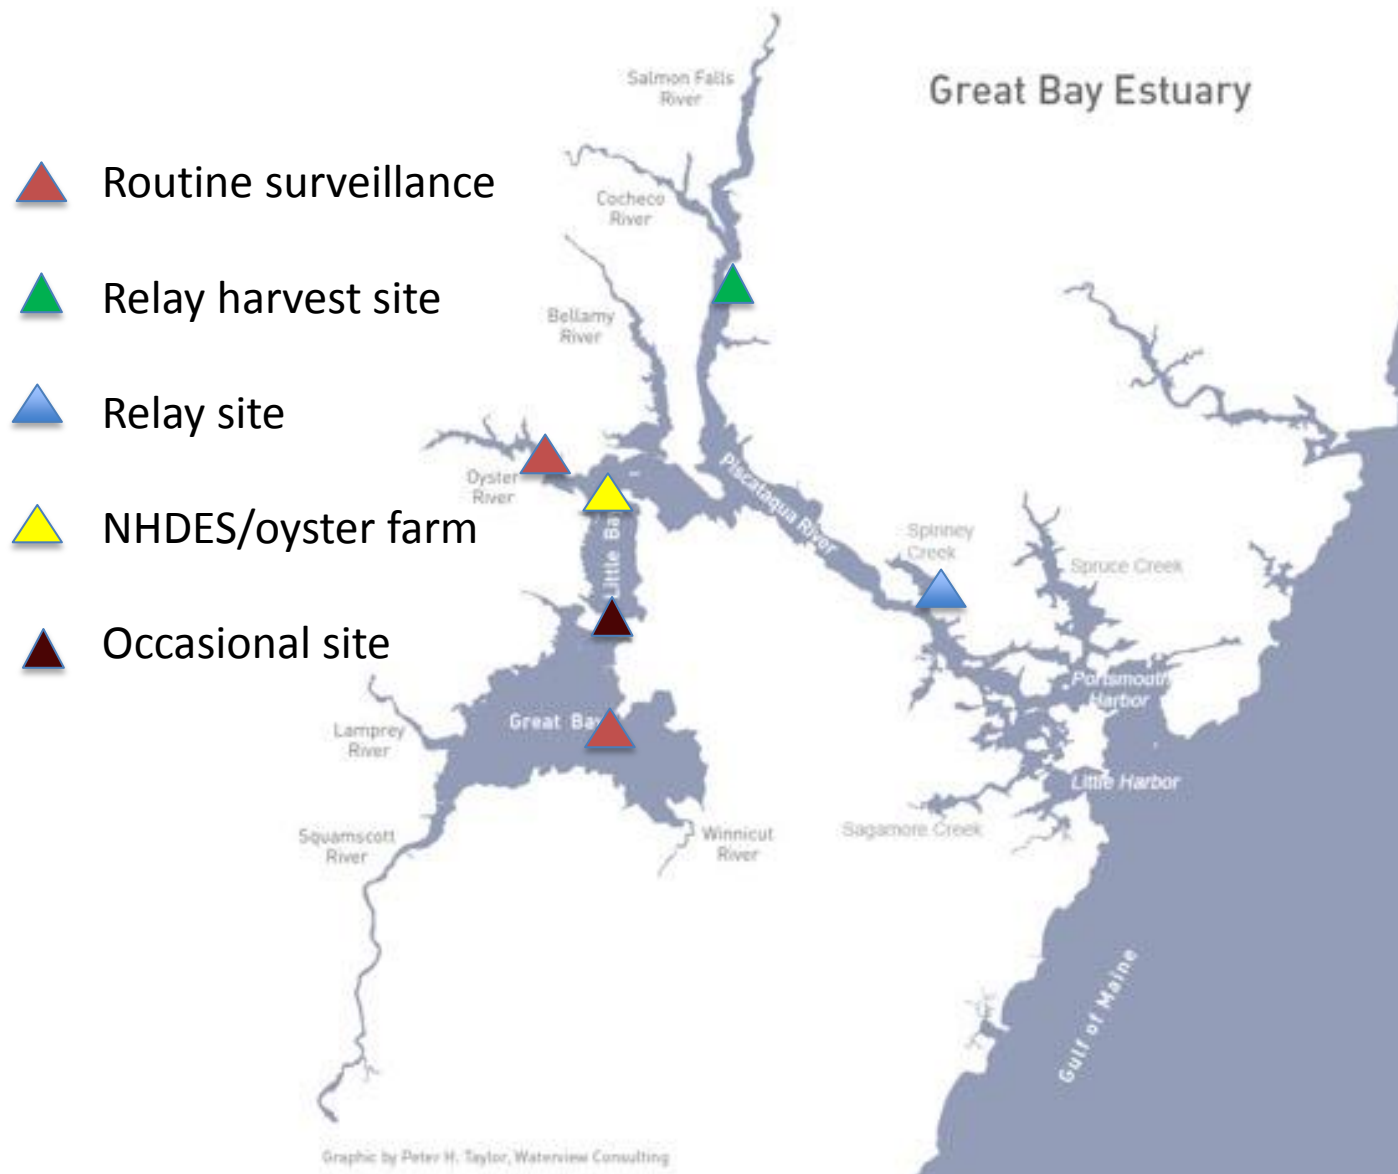 Great Bay Estuary
Salmon Falls
River
Routine surveillance
Cocheco
River
Relay harvest site
Bellamy
River
Relay site
Piscataqua River
Oyster
River
NHDES/oyster farm
Little Bay
Spinney
Creek
Spruce Creek
Occasional site
Portsmouth
Harbor
Great Bay
Lamprey
River
Little Harbor
Squamscott
River
Winnicut
River
Sagamore Creek
Gulf of Maine
Graphic by Peter H. Taylor, Waterview Consulting